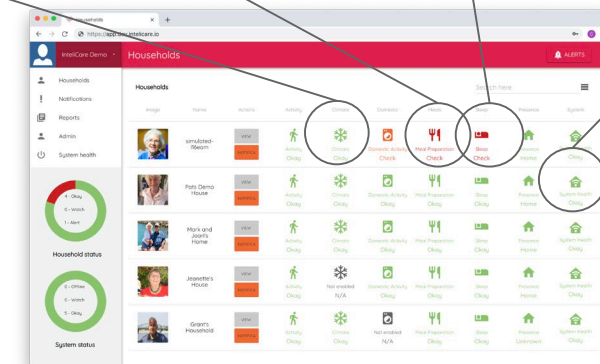 Households
https://app.dev.intelicare.io
InteliCare Demo
Households
ALERTS
Households
Notifications
Reports
Admin
System health
Households
Search here
Image Name Actions Activity Climate Domestic Meals Sleep Presence System
simulated-
VIEW
Activity Climate Domestic Activity Meal Preparation Sleep Presence System Health
Okay Okay Check Check Check Home Okay
Pats Demo
House
VIEW
Activity Climate Domestic Activity Meal Preparation Sleep Presence System Health
Okay Okay Okay Okay Okay Home Okay
Mark and
Joan's
Home
VIEW
Activity Climate Domestic Activity Meal Preparation Sleep Presence System Health
Okay Okay Okay Okay Okay Home Okay
Jeanette's
House
VIEW
Activity Not enabled Domestic Activity Meal Preparation Sleep Presence System Health
Okay N/A Okay Okay Okay Home Okay
Grant's
Household
VIEW
Activity Climate Not enabled Meal Preparation Sleep Presence System Health
Okay Okay N/A Okay Okay Unknown Okay
4 - Okay
0 - Watch
1 - Alert
Household status
0 - Offline
0 - Watch
5 - Okay
System status